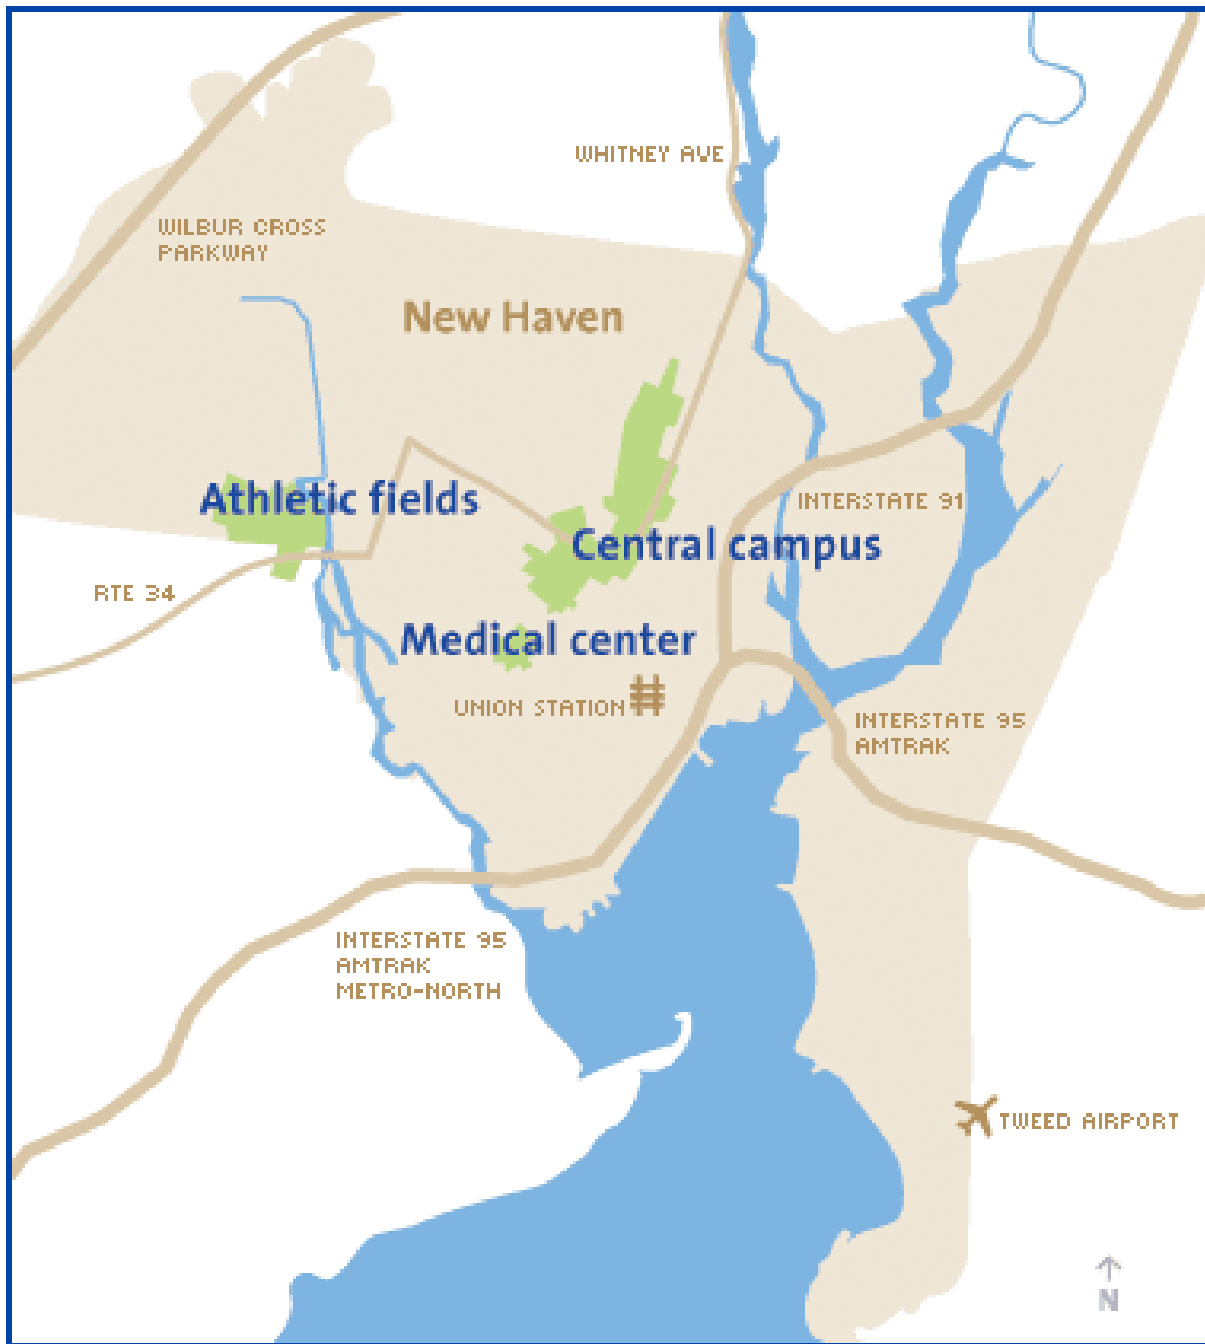 WHITNEY AVE
WILBUR CROSS
PARKWAY
New Haven
Athletic fields
INTERSTATE 91
Central campus
RTE 34
Medical center
UNION STATION
INTERSTATE 95
AMTRAK
INTERSTATE 95
AMTRAK
METRO-NORTH
TWEED AIRPORT
N